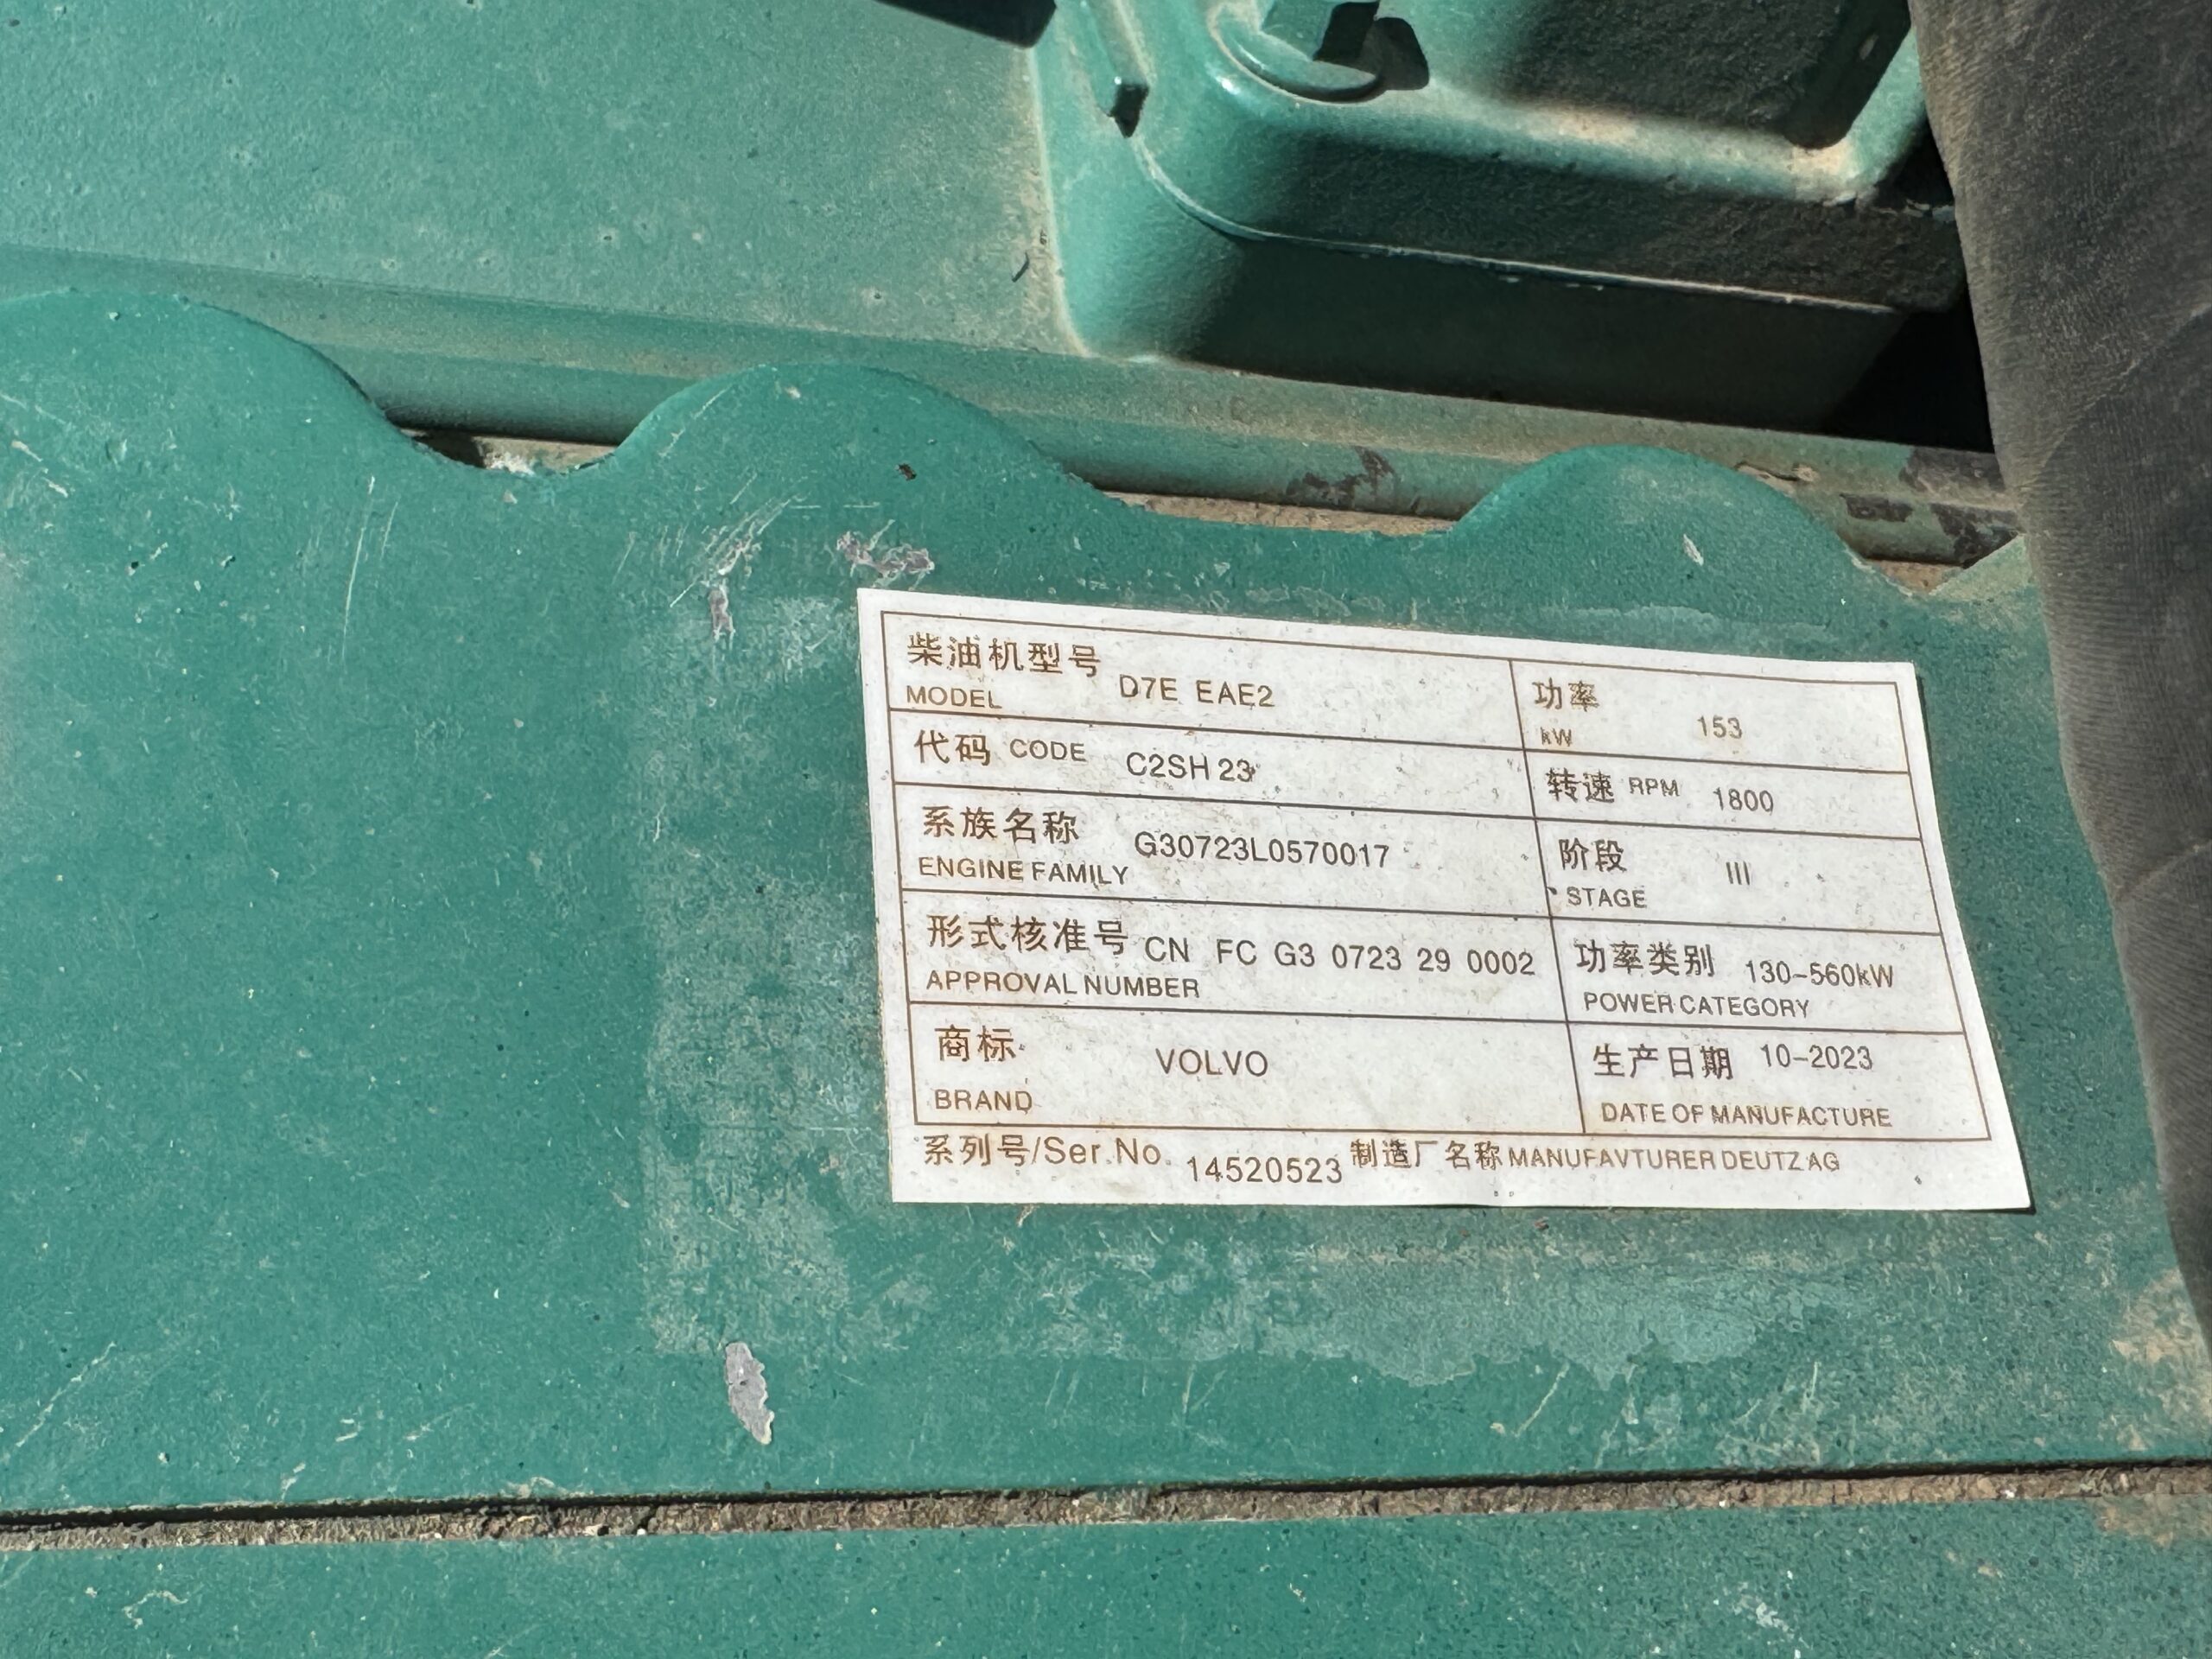 柴油机型号 D7E EAE2
MODEL
功率 153
kW
代码 CODE C2SH 23
转速 RPM 1800
系族名称 G30723L0570017
ENGINE FAMILY
阶段 III
STAGE
形式核准号 CN FC G3 0723 29 0002
APPROVAL NUMBER
功率类别 130-560kW
POWER CATEGORY
商标 VOLVO
BRAND
生产日期 10-2023
DATE OF MANUFACTURE
系列号/Ser.No. 14520523 制造厂名称 MANUFAVTURER DEUTZ AG